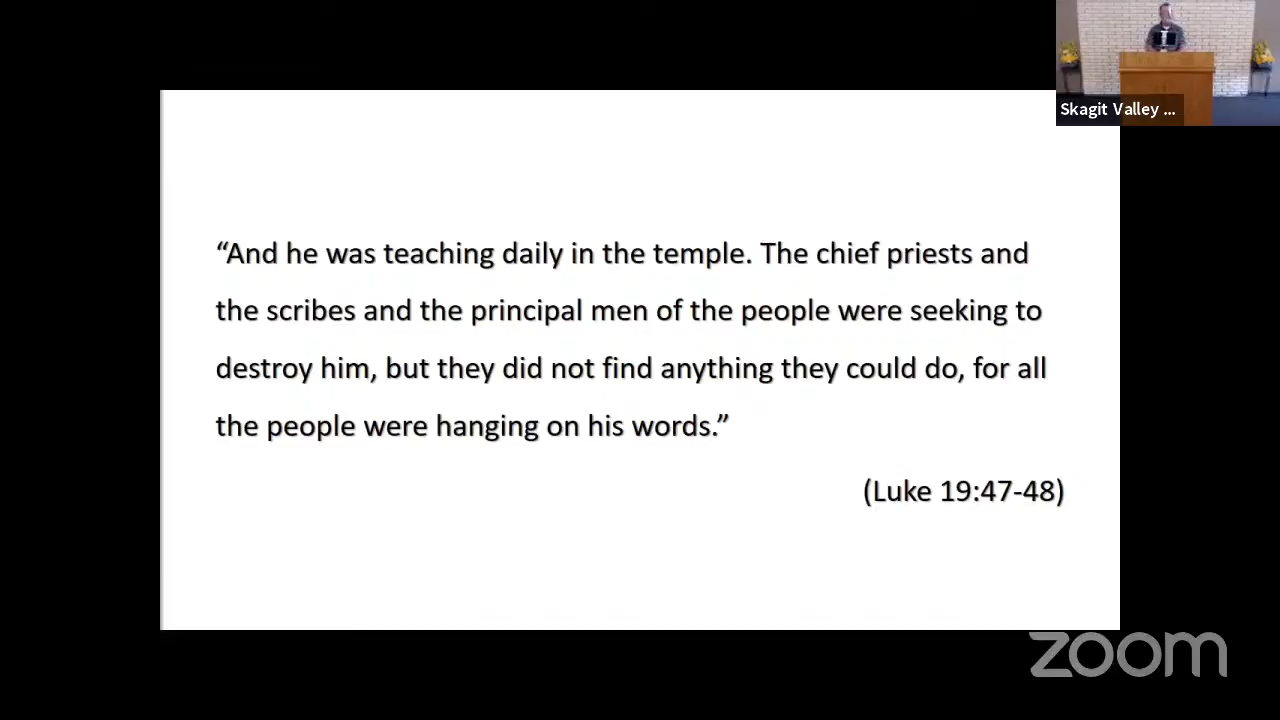 Skagit Valley ...
“And he was teaching daily in the temple. The chief priests and
the scribes and the principal men of the people were seeking to
destroy him, but they did not find anything they could do, for all
the people were hanging on his words.”
(Luke 19:47-48)
zoom